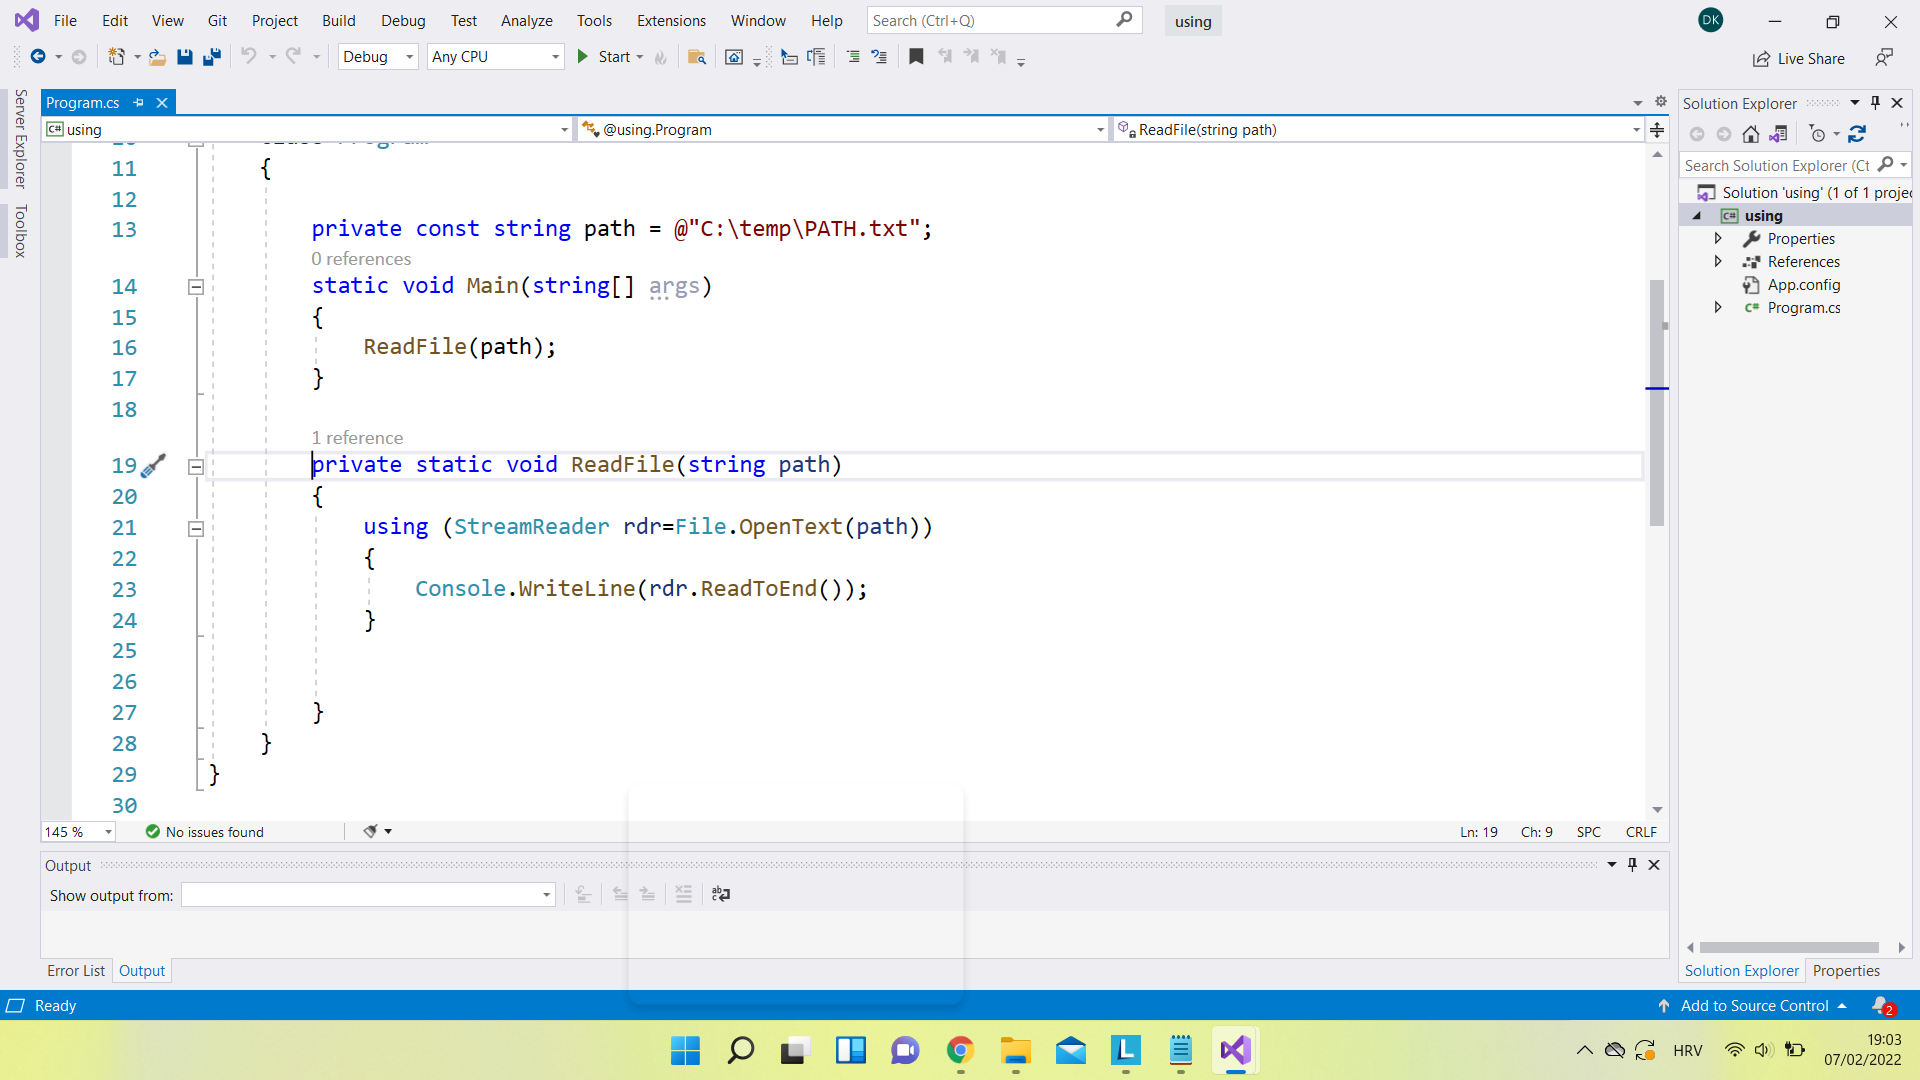 File Edit View Git Project Build Debug Test Analyze Tools Extensions Window Help Search (Ctrl+Q) using DK
Debug Any CPU Start Live Share
Server Explorer
Toolbox
Program.cs
using @using.Program ReadFile(string path)
11 {
12
13 private const string path = @"C:\temp\PATH.txt";
0 references
14 static void Main(string[] args)
15 {
16 ReadFile(path);
17 }
18
1 reference
19 private static void ReadFile(string path)
20 {
21 using (StreamReader rdr=File.OpenText(path))
22 {
23 Console.WriteLine(rdr.ReadToEnd());
24 }
25
26
27 }
28 }
29 }
30
145 % No issues found Ln: 19 Ch: 9 SPC CRLF
Output
Show output from:
Error List Output
Solution Explorer
Search Solution Explorer (Ct
Solution 'using' (1 of 1 projec
C# using
Properties
References
App.config
C# Program.cs
Solution Explorer Properties
Ready Add to Source Control 2
HRV 19:03
07/02/2022